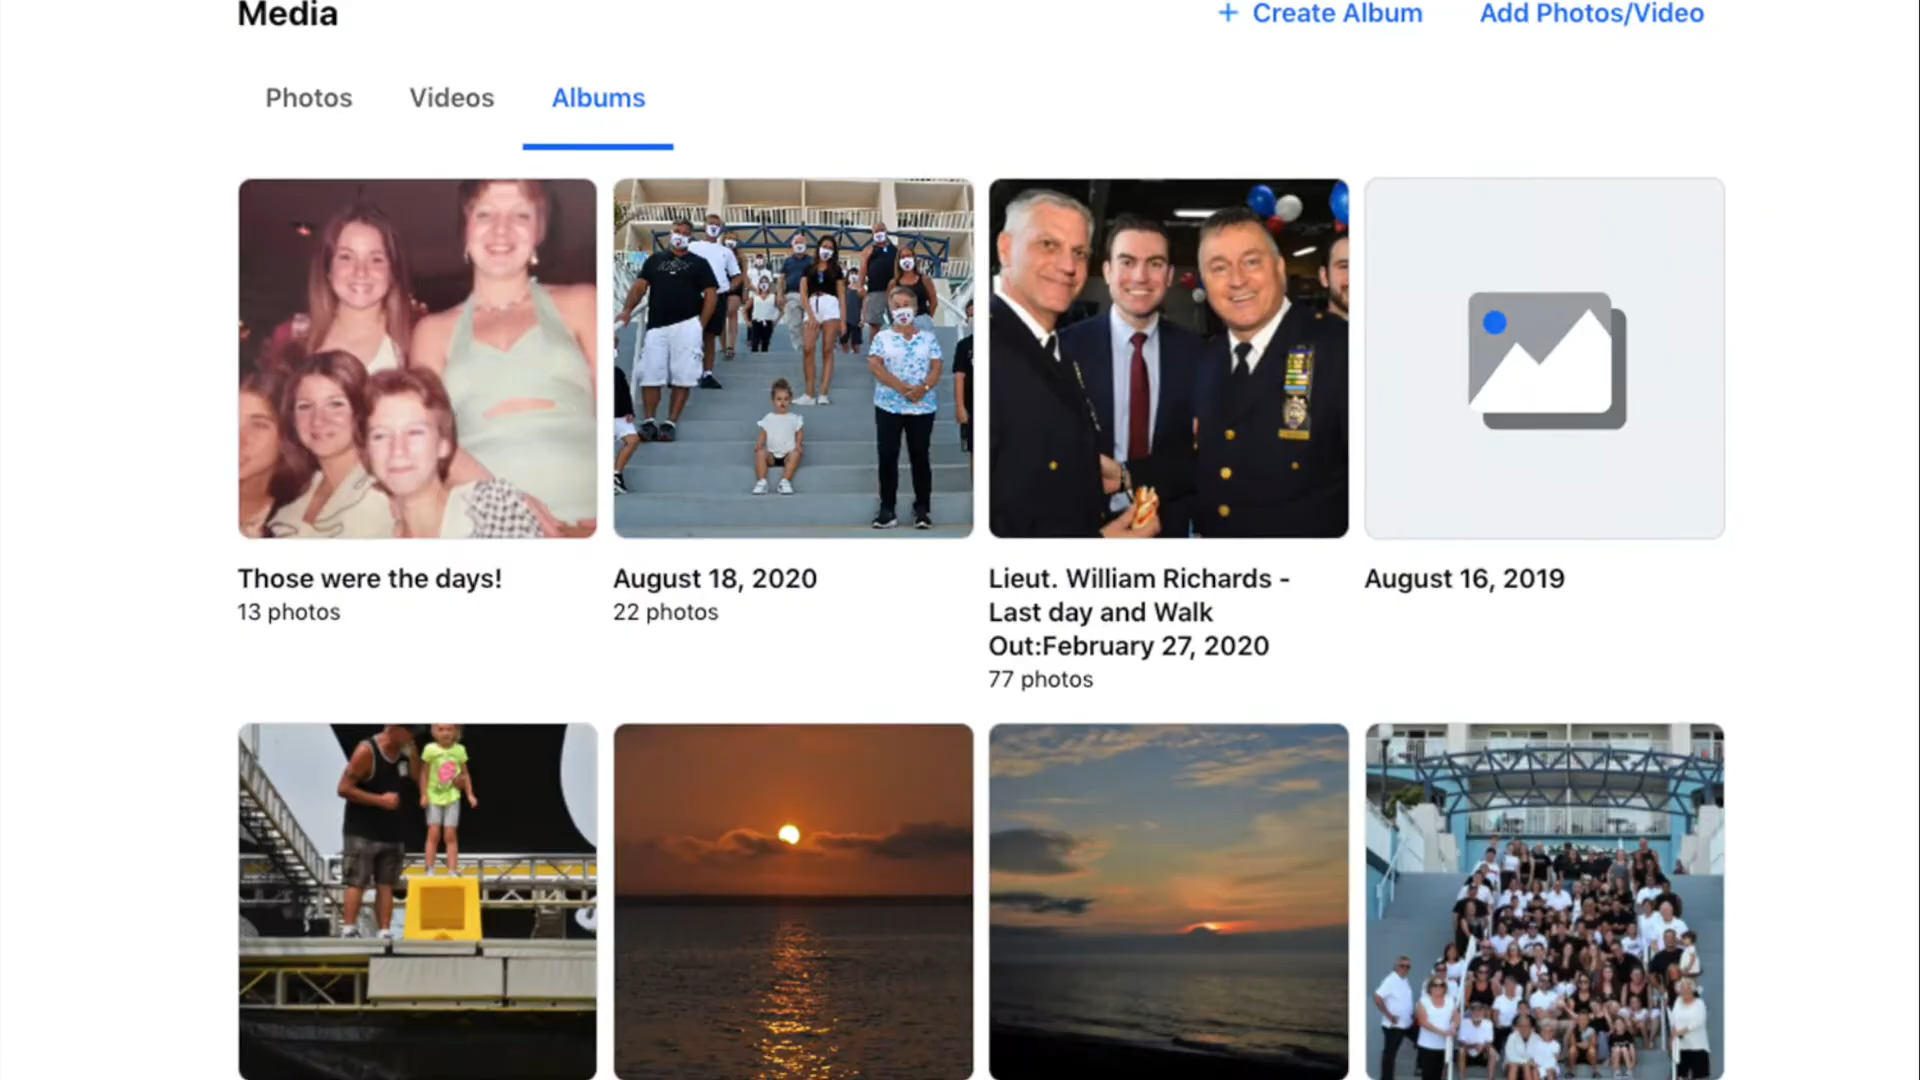 Media
+ Create Album
Add Photos/Video
Photos
Videos
Albums
Those were the days!
13 photos
August 18, 2020
22 photos
Lieut. William Richards -
Last day and Walk
Out:February 27, 2020
77 photos
August 16, 2019